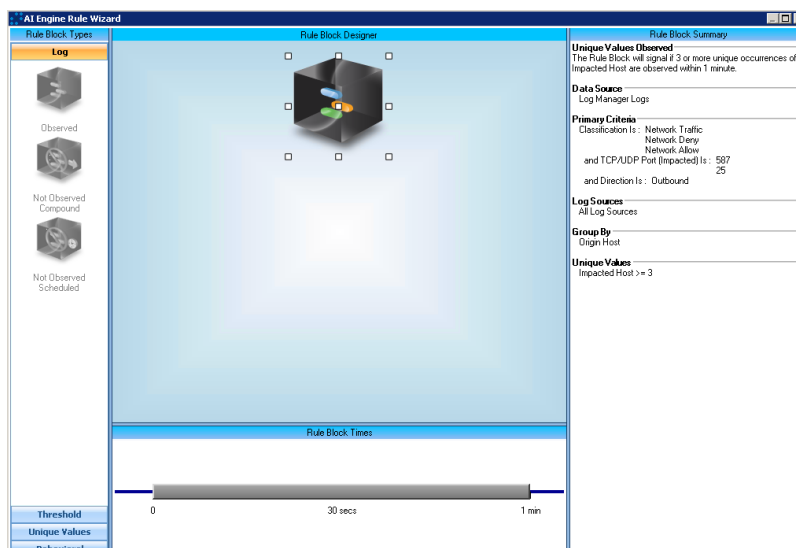 AI Engine Rule Wizard
Rule Block Types
Log
Observed
Not Observed
Compound
Not Observed
Scheduled
Threshold
Unique Values
Behavioral
Rule Block Designer
Rule Block Times
0
30 secs
1 min
Rule Block Summary
Unique Values Observed
The Rule Block will signal if 3 or more unique occurrences of
Impacted Host are observed within 1 minute.
Data Source
Log Manager Logs
Primary Criteria
Classification Is : Network Traffic
Network Deny
Network Allow
and TCP/UDP Port (Impacted) Is : 587
25
and Direction Is : Outbound
Log Sources
All Log Sources
Group By
Origin Host
Unique Values
Impacted Host >= 3